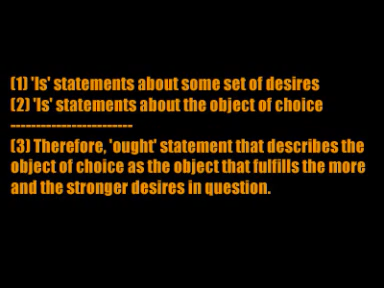 (1) 'Is' statements about some set of desires
(2) 'Is' statements about the object of choice
------------------------
(3) Therefore, 'ought' statement that describes the
object of choice as the object that fulfills the more
and the stronger desires in question.